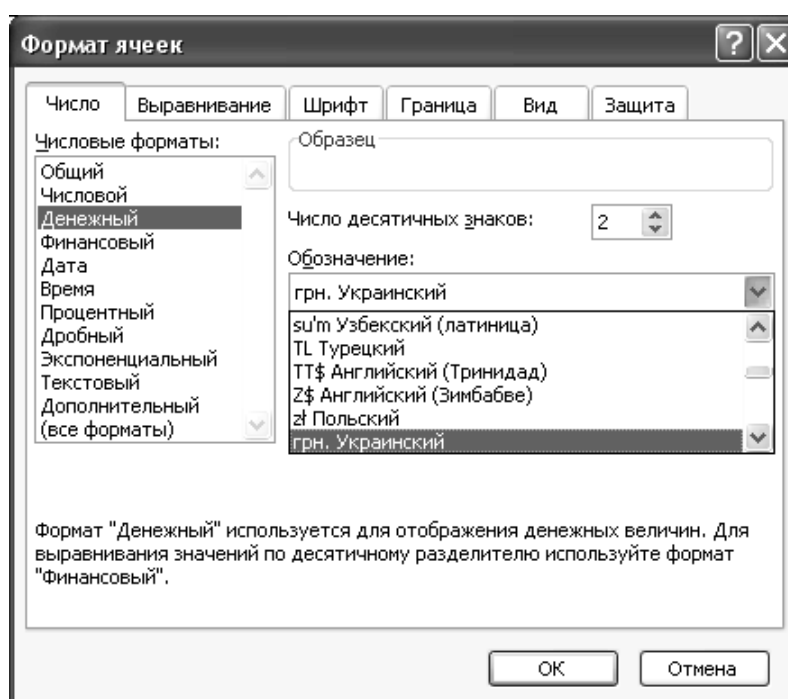 Формат ячеек
Число Выравнивание Шрифт Граница Вид Защита
Числовые форматы:
Общий
Числовой
Денежный
Финансовый
Дата
Время
Процентный
Дробный
Экспоненциальный
Текстовый
Дополнительный
(все форматы)
Образец
Число десятичных знаков: 2
Обозначение:
грн. Украинский
su'm Узбекский (латиница)
TL Турецкий
TT$ Английский (Тринидад)
Z$ Английский (Зимбабве)
zł Польский
грн. Украинский
Формат "Денежный" используется для отображения денежных величин. Для
выравнивания значений по десятичному разделителю используйте формат
"Финансовый".
ОК Отмена